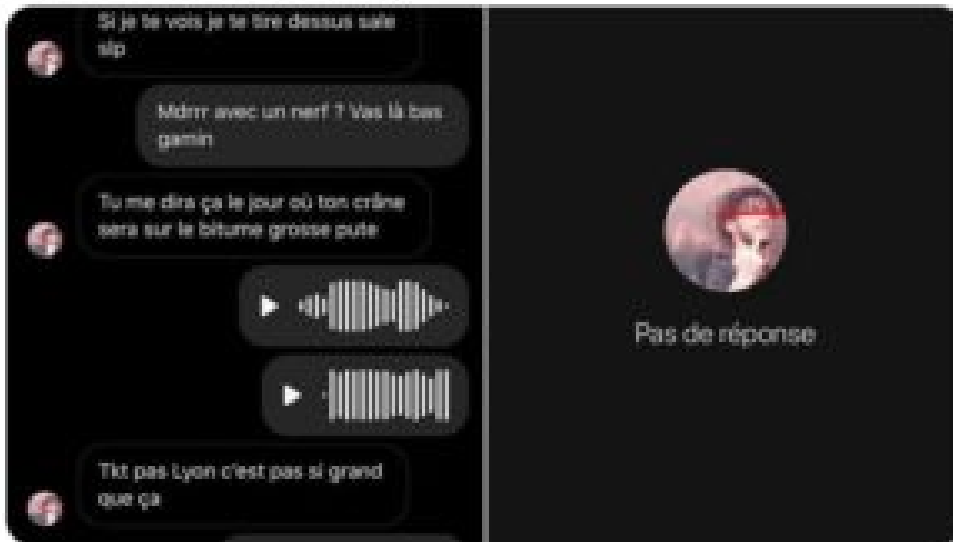 Si je te vois je te tire dessus sale
slp
Mdrrr avec un nerf ? Vas là bas
gamin
Tu me dira ça le jour où ton crâne
sera sur le bitume grosse pute
Tkt pas Lyon c'est pas si grand
que ça
Pas de réponse